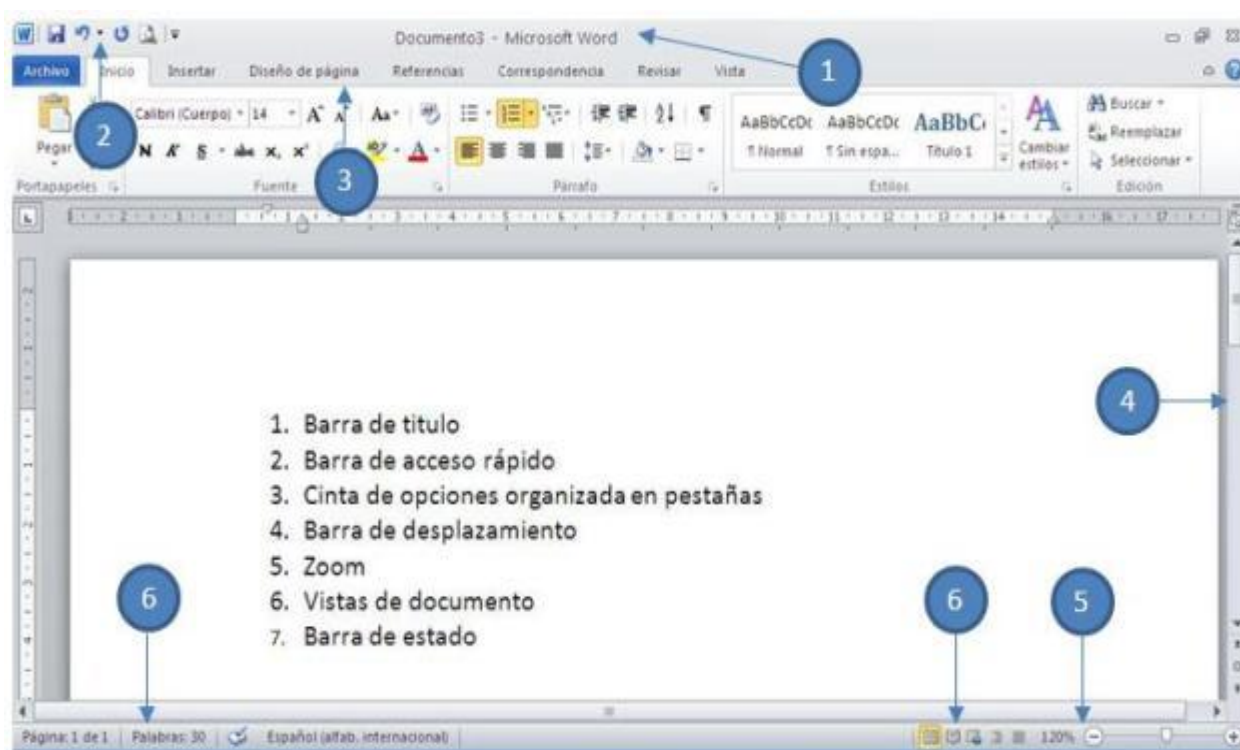 Documento3 - Microsoft Word
1
Archivo Inicio Insertar Diseño de página Referencias Correspondencia Revisar Vista
2
Calibri (Cuerpo) 14
Aa
Buscar
Pegar
N K S abc x, x'
A
AaBbCcDc AaBbCcDc AaBbC
Reemplazar
3
¶ Normal ¶ Sin espa... Título 1
Cambiar estilos
Seleccionar
Portapapeles Fuente Párrafo Estilos Edición
4
1. Barra de titulo
2. Barra de acceso rápido
3. Cinta de opciones organizada en pestañas
4. Barra de desplazamiento
5. Zoom
6. Vistas de documento
7. Barra de estado
6 6 5
Página: 1 de 1 Palabras: 30 Español (alfab. internacional) 120%